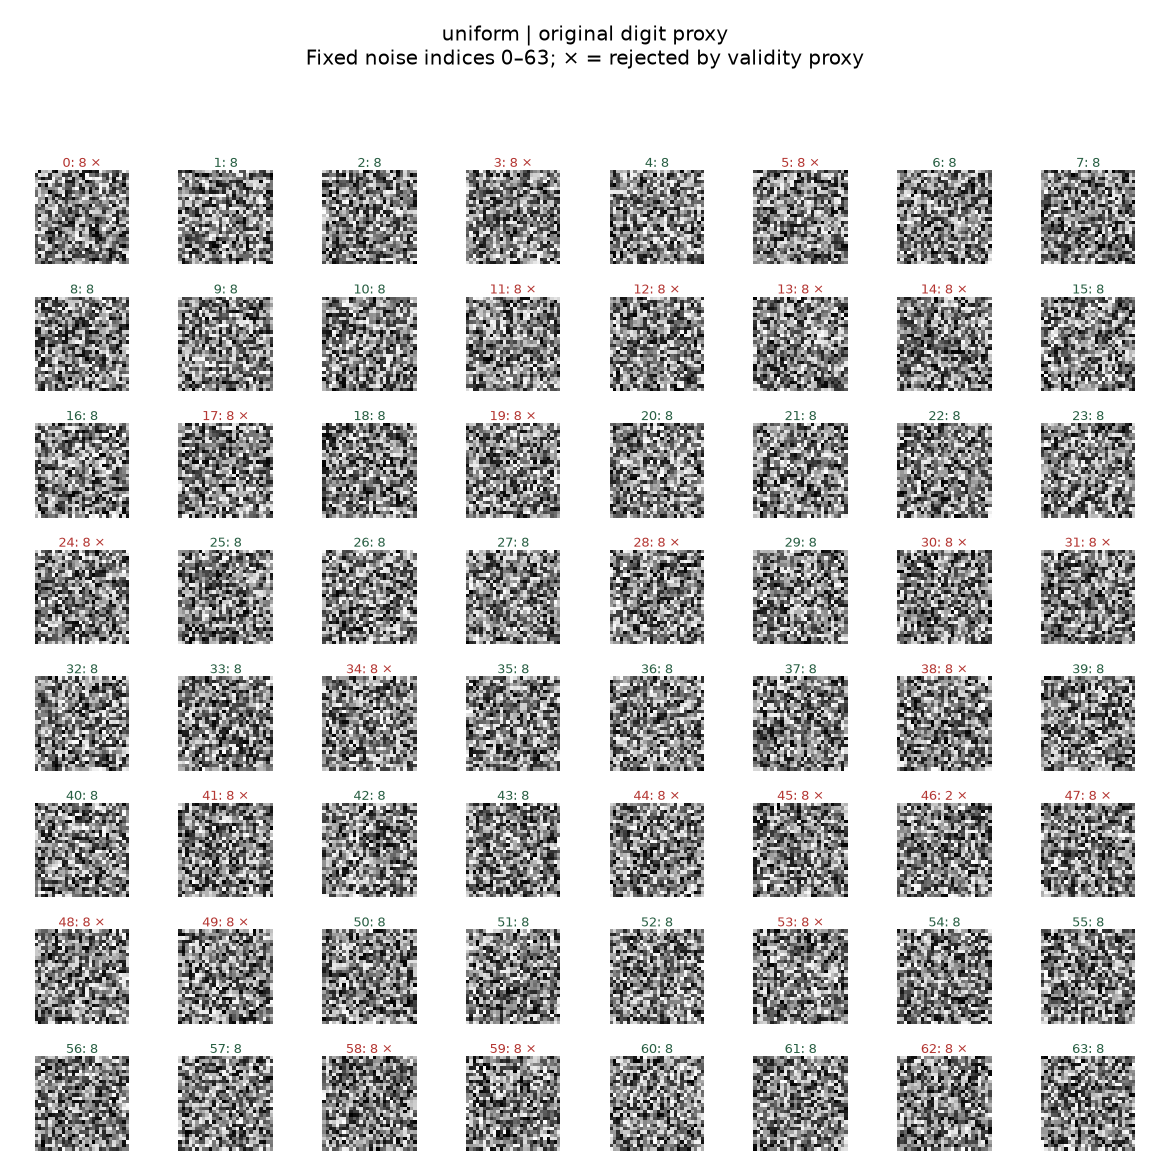 uniform | original digit proxy
Fixed noise indices 0–63; × = rejected by validity proxy
0: 8 × 1: 8 2: 8 3: 8 × 4: 8 5: 8 × 6: 8 7: 8
8: 8 9: 8 10: 8 11: 8 × 12: 8 × 13: 8 × 14: 8 × 15: 8
16: 8 17: 8 × 18: 8 19: 8 × 20: 8 21: 8 22: 8 23: 8
24: 8 × 25: 8 26: 8 27: 8 28: 8 × 29: 8 30: 8 × 31: 8 ×
32: 8 33: 8 34: 8 × 35: 8 36: 8 37: 8 38: 8 × 39: 8
40: 8 41: 8 × 42: 8 43: 8 44: 8 × 45: 8 × 46: 2 × 47: 8 ×
48: 8 × 49: 8 × 50: 8 51: 8 52: 8 53: 8 × 54: 8 55: 8
56: 8 57: 8 58: 8 × 59: 8 × 60: 8 61: 8 62: 8 × 63: 8